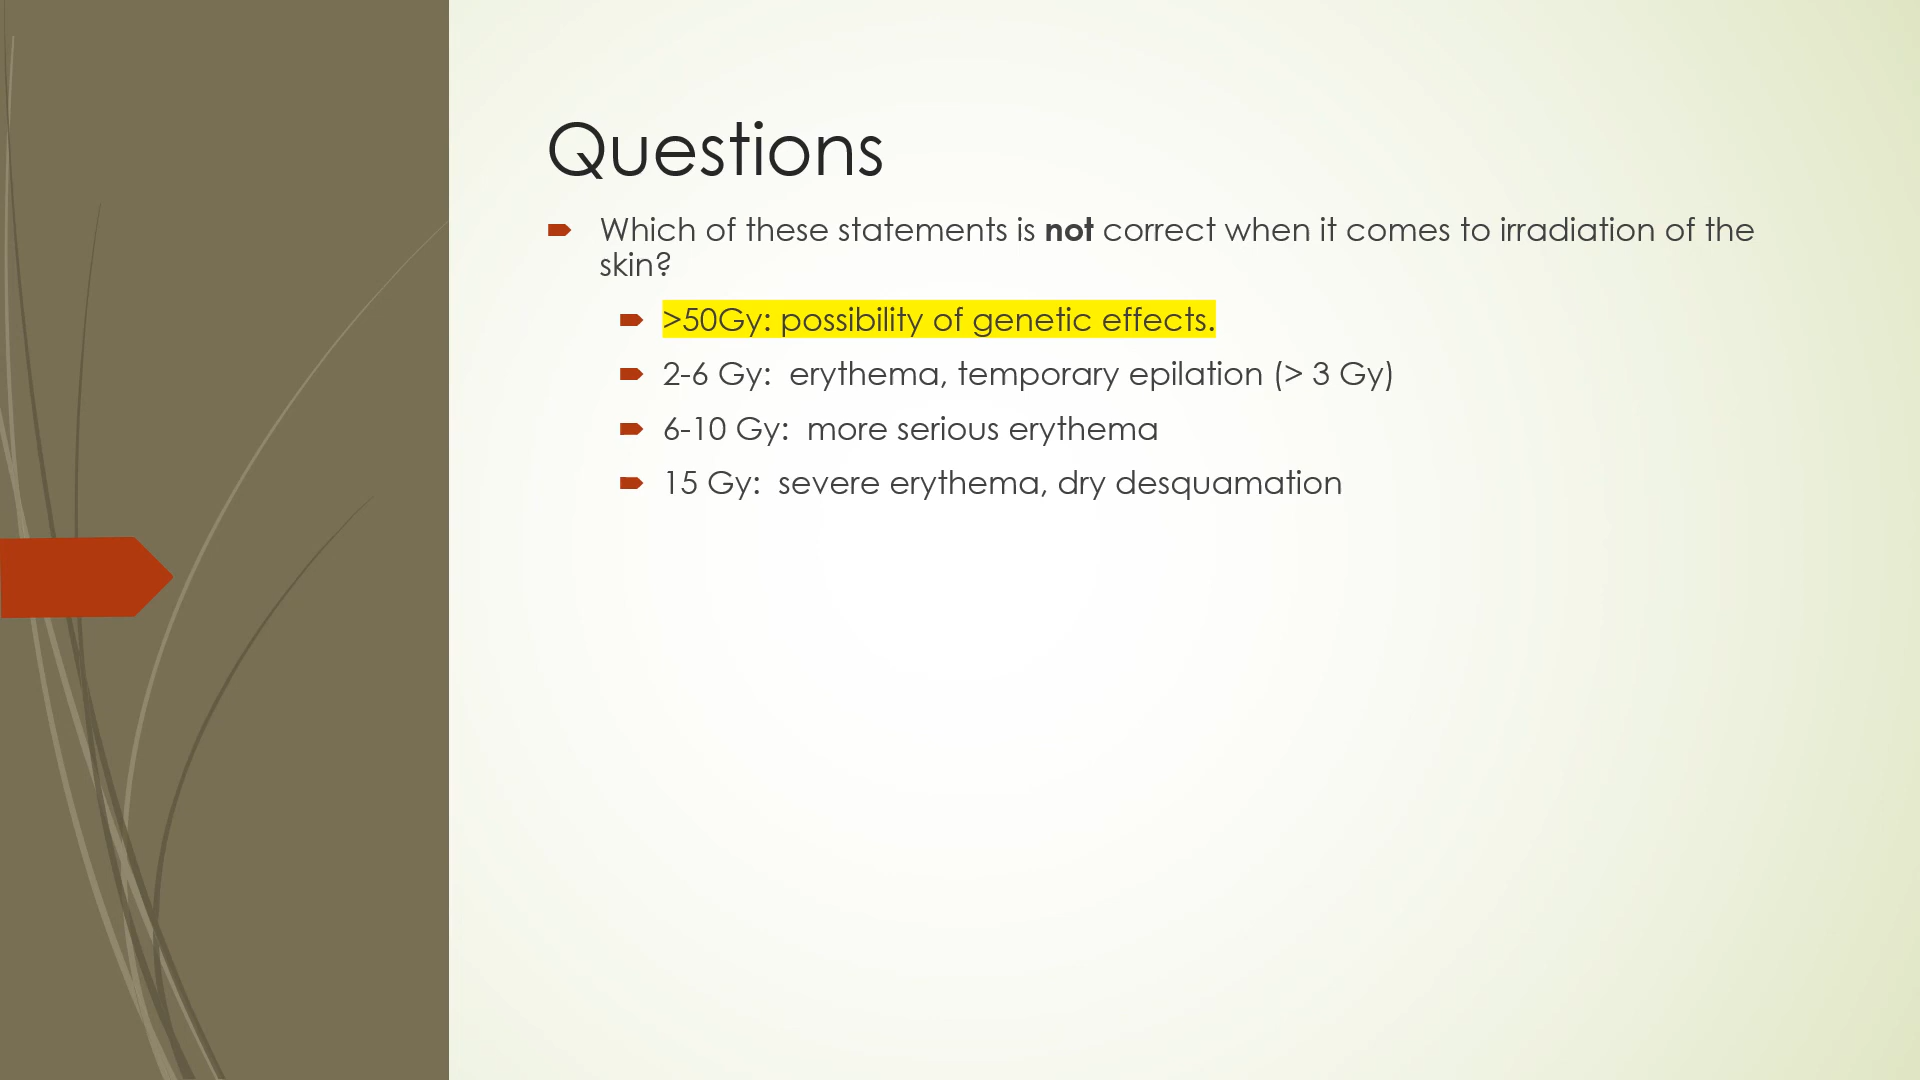 Questions
Which of these statements is not correct when it comes to irradiation of the
skin?
>50Gy: possibility of genetic effects.
2-6 Gy:  erythema, temporary epilation (> 3 Gy)
6-10 Gy:  more serious erythema
15 Gy:  severe erythema, dry desquamation